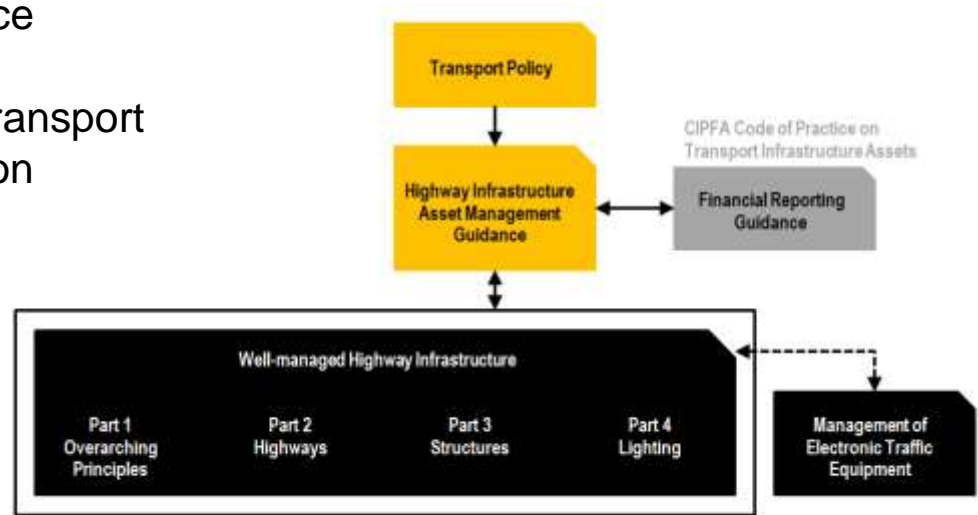 ce
ransport
on
Transport Policy
CIPFA Code of Practice on
Transport Infrastructure Assets
Highway Infrastructure
Asset Management
Guidance
Financial Reporting
Guidance
Well-managed Highway Infrastructure
Part 1
Overarching
Principles
Part 2
Highways
Part 3
Structures
Part 4
Lighting
Management of
Electronic Traffic
Equipment